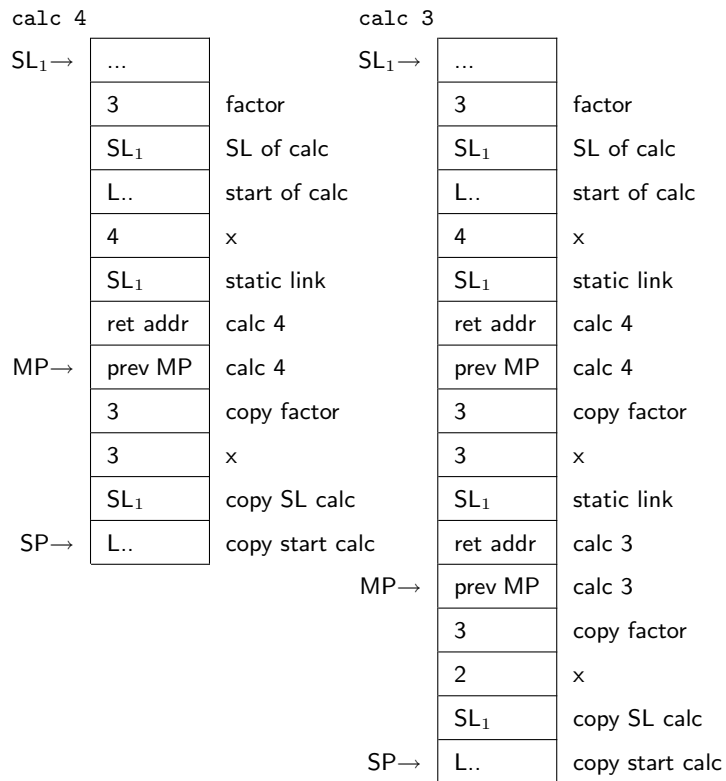 calc 4
SL₁→ ...
3 factor
SL₁ SL of calc
L.. start of calc
4 x
SL₁ static link
ret addr calc 4
MP→ prev MP calc 4
3 copy factor
3 x
SL₁ copy SL calc
SP→ L.. copy start calc
calc 3
SL₁→ ...
3 factor
SL₁ SL of calc
L.. start of calc
4 x
SL₁ static link
ret addr calc 4
prev MP calc 4
3 copy factor
3 x
SL₁ static link
ret addr calc 3
MP→ prev MP calc 3
3 copy factor
2 x
SL₁ copy SL calc
SP→ L.. copy start calc